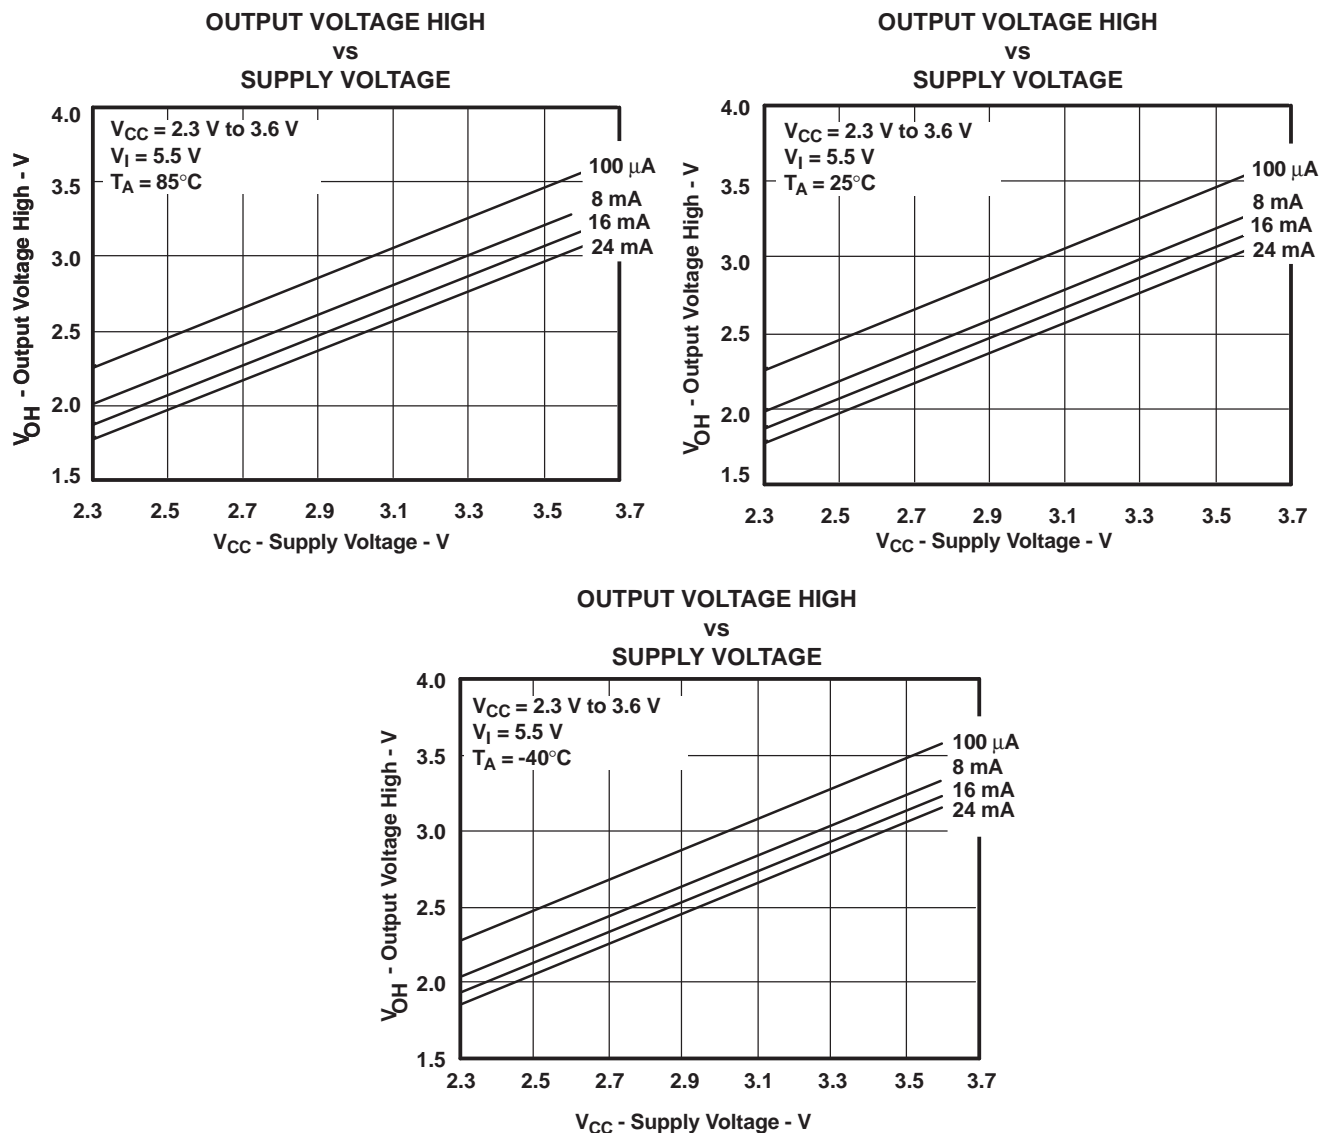 OUTPUT VOLTAGE HIGH
vs
SUPPLY VOLTAGE
4.0
3.5
3.0
2.5
2.0
1.5
VOH - Output Voltage High - V
VCC = 2.3 V to 3.6 V
VI = 5.5 V
TA = 85°C
100 μA
8 mA
16 mA
24 mA
2.3 2.5 2.7 2.9 3.1 3.3 3.5 3.7
VCC - Supply Voltage - V
OUTPUT VOLTAGE HIGH
vs
SUPPLY VOLTAGE
4.0
3.5
3.0
2.5
2.0
1.5
VOH - Output Voltage High - V
VCC = 2.3 V to 3.6 V
VI = 5.5 V
TA = 25°C
100 μA
8 mA
16 mA
24 mA
2.3 2.5 2.7 2.9 3.1 3.3 3.5 3.7
VCC - Supply Voltage - V
OUTPUT VOLTAGE HIGH
vs
SUPPLY VOLTAGE
4.0
3.5
3.0
2.5
2.0
1.5
VOH - Output Voltage High - V
VCC = 2.3 V to 3.6 V
VI = 5.5 V
TA = -40°C
100 μA
8 mA
16 mA
24 mA
2.3 2.5 2.7 2.9 3.1 3.3 3.5 3.7
VCC - Supply Voltage - V